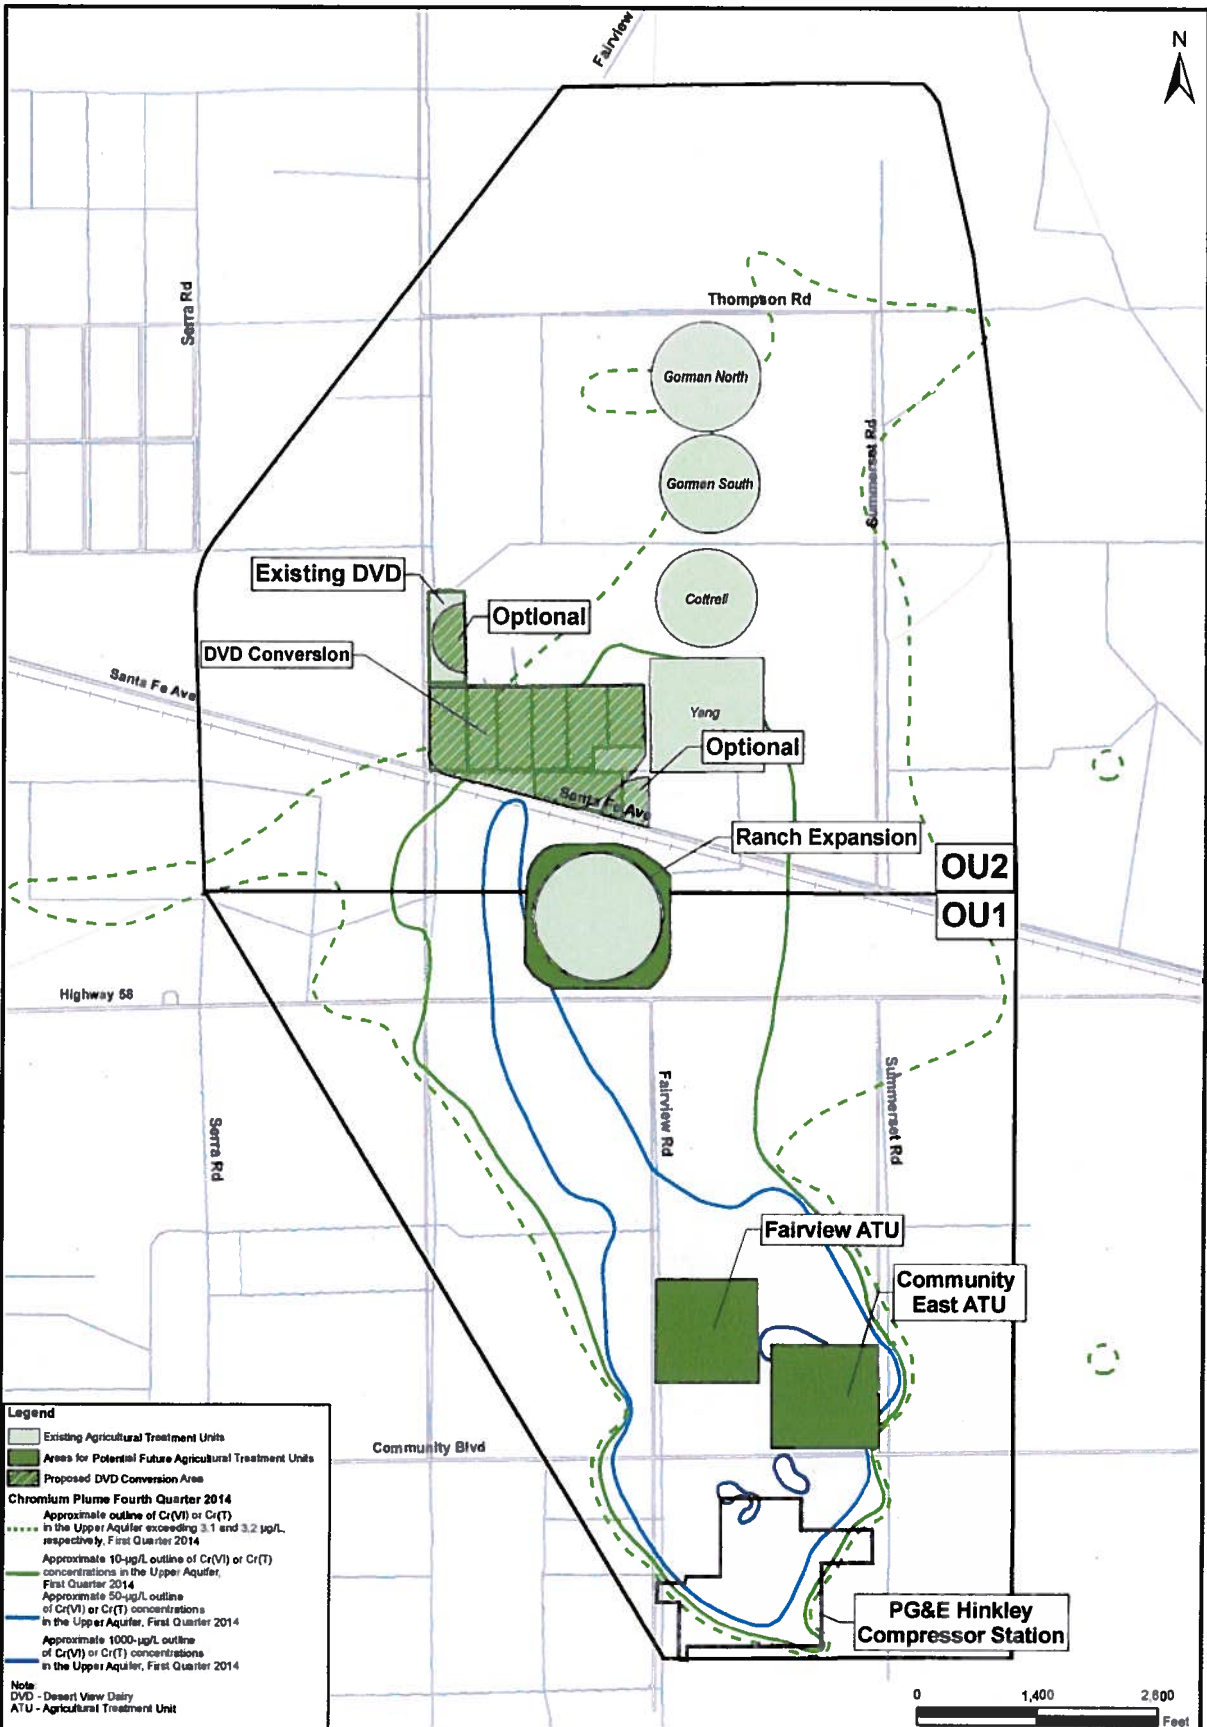 Fairview
N
Serra Rd
Thompson Rd
Gorman North
Summerset Rd
Gorman South
Existing DVD
Optional
Cottrell
DVD Conversion
Santa Fe Ave
Yang
Optional
Santa Fe Ave
Ranch Expansion
OU2
OU1
Highway 58
Fairview Rd
Summerset Rd
Serra Rd
Fairview ATU
Community
East ATU
Community Blvd
PG&E Hinkley
Compressor Station
Legend
Existing Agricultural Treatment Units
Areas for Potential Future Agricultural Treatment Units
Proposed DVD Conversion Area
Chromium Plume Fourth Quarter 2014
Approximate outline of Cr(VI) or Cr(T)
in the Upper Aquifer exceeding 3.1 and 3.2 µg/L,
respectively, First Quarter 2014
Approximate 10-µg/L outline of Cr(VI) or Cr(T)
concentrations in the Upper Aquifer,
First Quarter 2014
Approximate 50-µg/L outline
of Cr(VI) or Cr(T) concentrations
in the Upper Aquifer, First Quarter 2014
Approximate 1000-µg/L outline
of Cr(VI) or Cr(T) concentrations
in the Upper Aquifer, First Quarter 2014
Note:
DVD - Desert View Dairy
ATU - Agricultural Treatment Unit
0 1,400 2,800
Feet